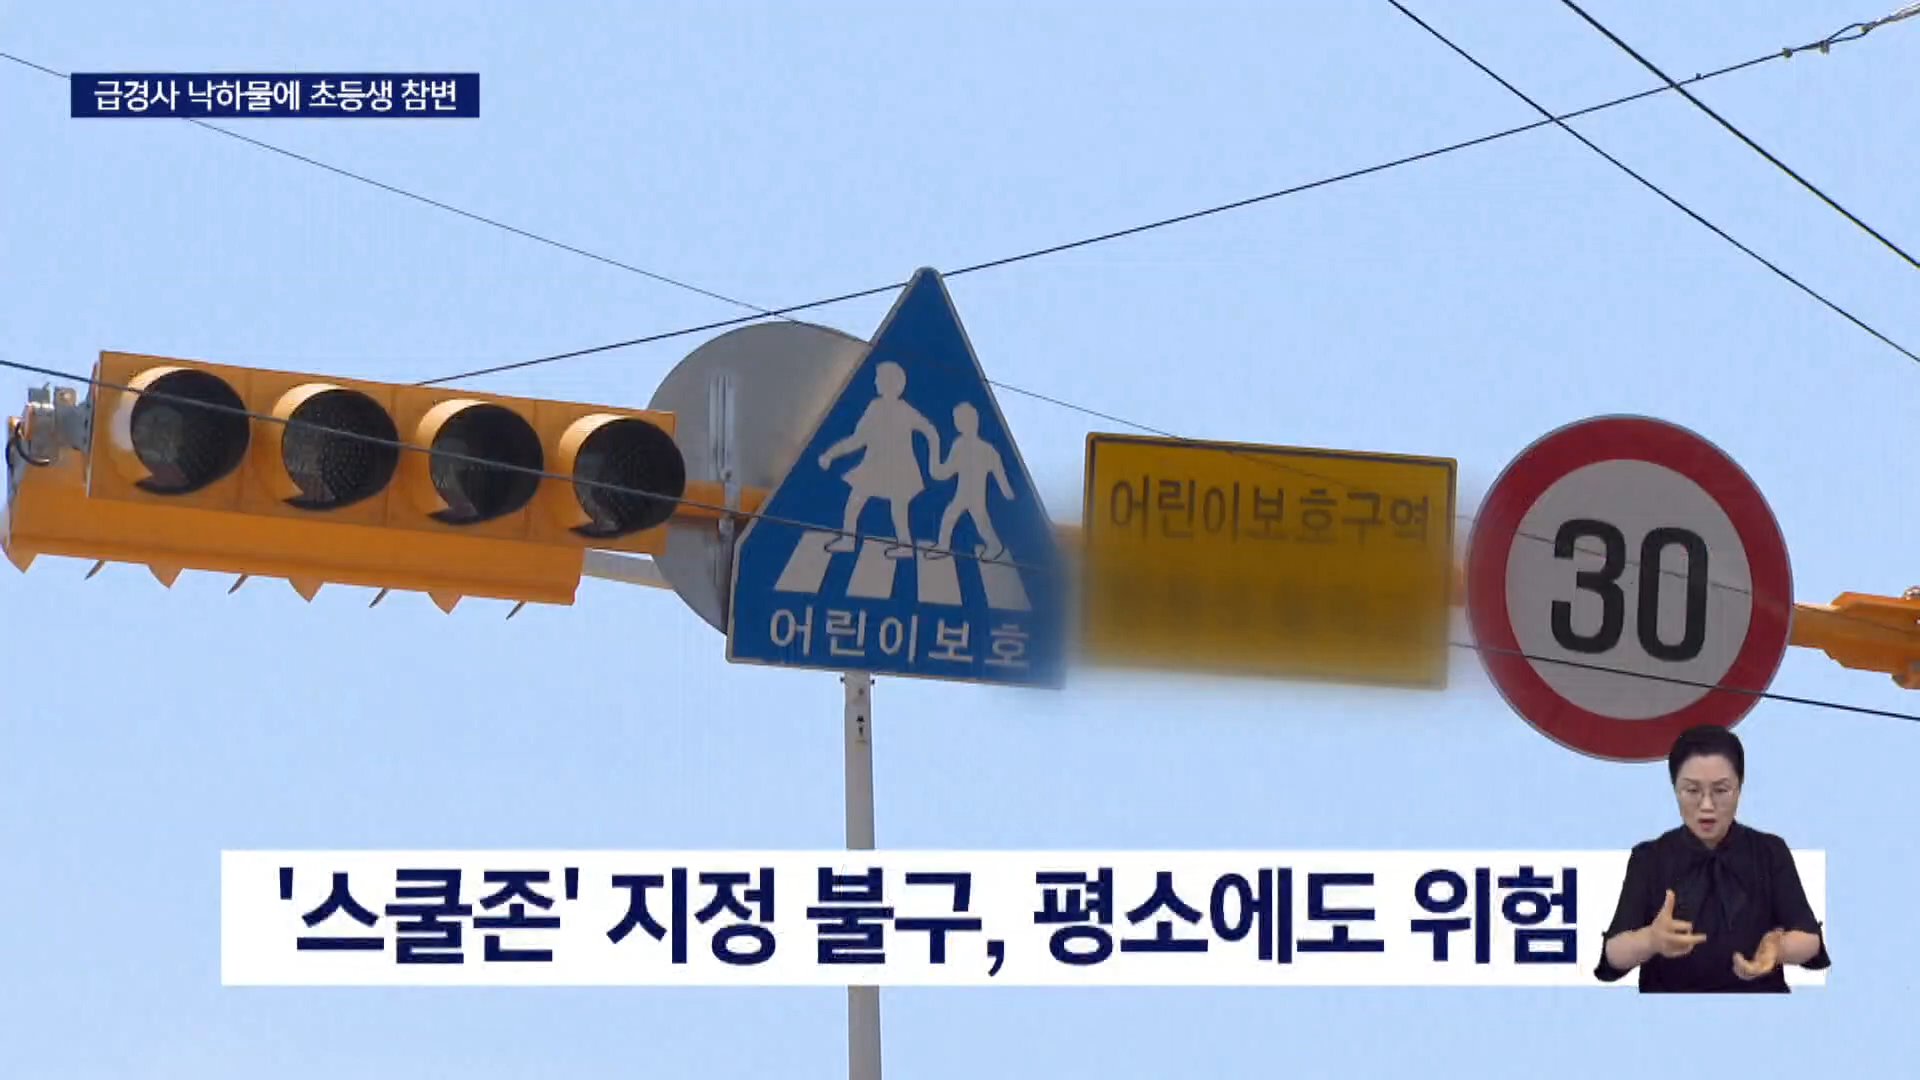 급경사 낙하물에 초등생 참변
어린이보호구역
30
어린이보호
'스쿨존' 지정 불구, 평소에도 위험